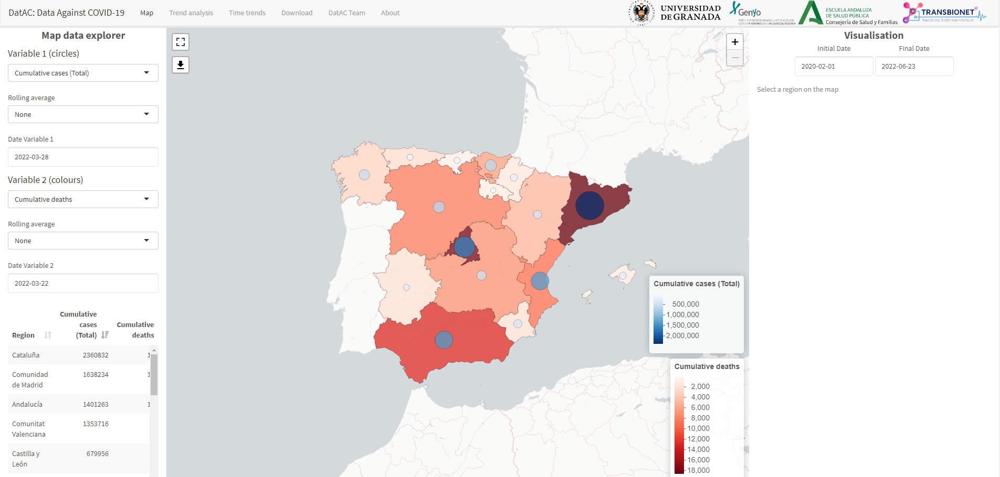 DatAC: Data Against COVID-19
Map
Trend analysis
Time trends
Download
DatAC Team
About
UNIVERSIDAD
DE GRANADA
Genyo
ESCUELA ANDALUZA
DE SALUD PÚBLICA
Consejería de Salud y Familias
TRANSBIONET
Translational Bioinformatics Network
Map data explorer
Variable 1 (circles)
Cumulative cases (Total)
Rolling average
None
Date Variable 1
2022-03-28
Variable 2 (colours)
Cumulative deaths
Rolling average
None
Date Variable 2
2022-03-22
Region
Cumulative
cases
(Total)
Cumulative
deaths
Cataluña 2360832 1
Comunidad
de Madrid 1638234 1
Andalucía 1401263 1
Comunitat
Valenciana 1353716
Castilla y
León 679956
+
−
Cumulative cases (Total)
500,000
1,000,000
1,500,000
2,000,000
Cumulative deaths
2,000
4,000
6,000
8,000
10,000
12,000
14,000
16,000
18,000
Visualisation
Initial Date
Final Date
2020-02-01
2022-06-23
Select a region on the map